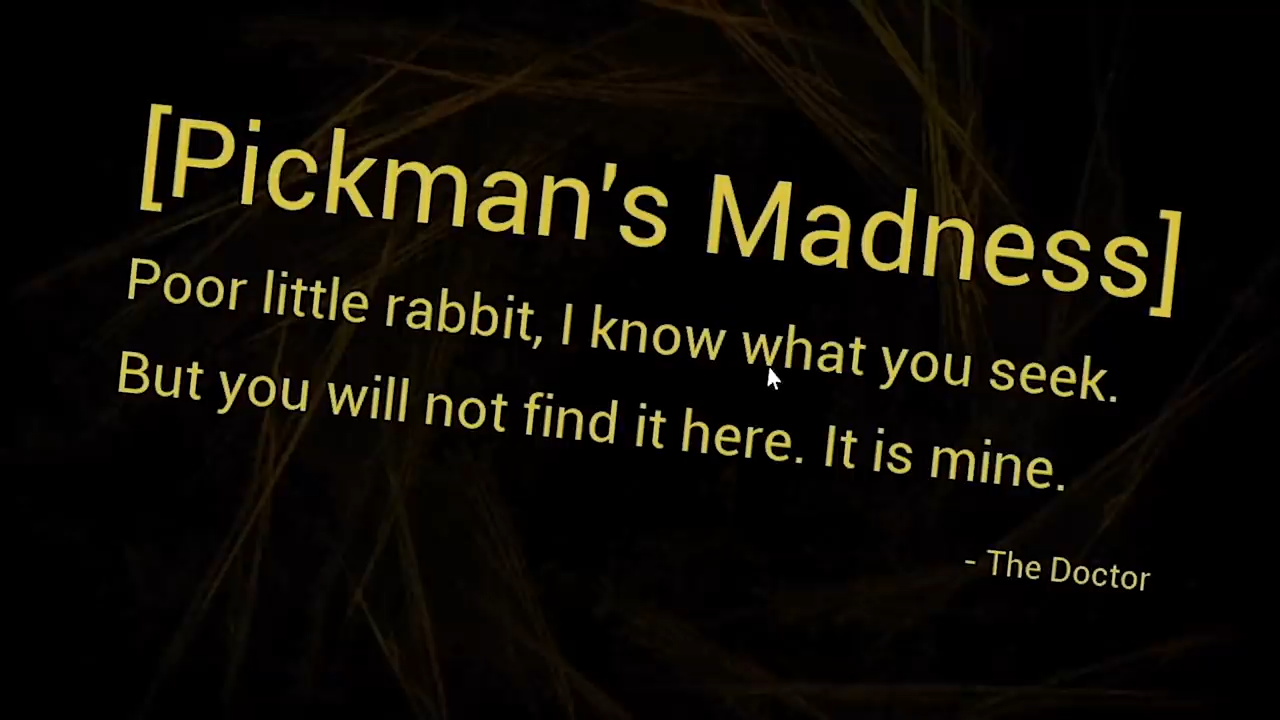 [Pickman's Madness]
Poor little rabbit, I know what you seek.
But you will not find it here. It is mine.
- The Doctor